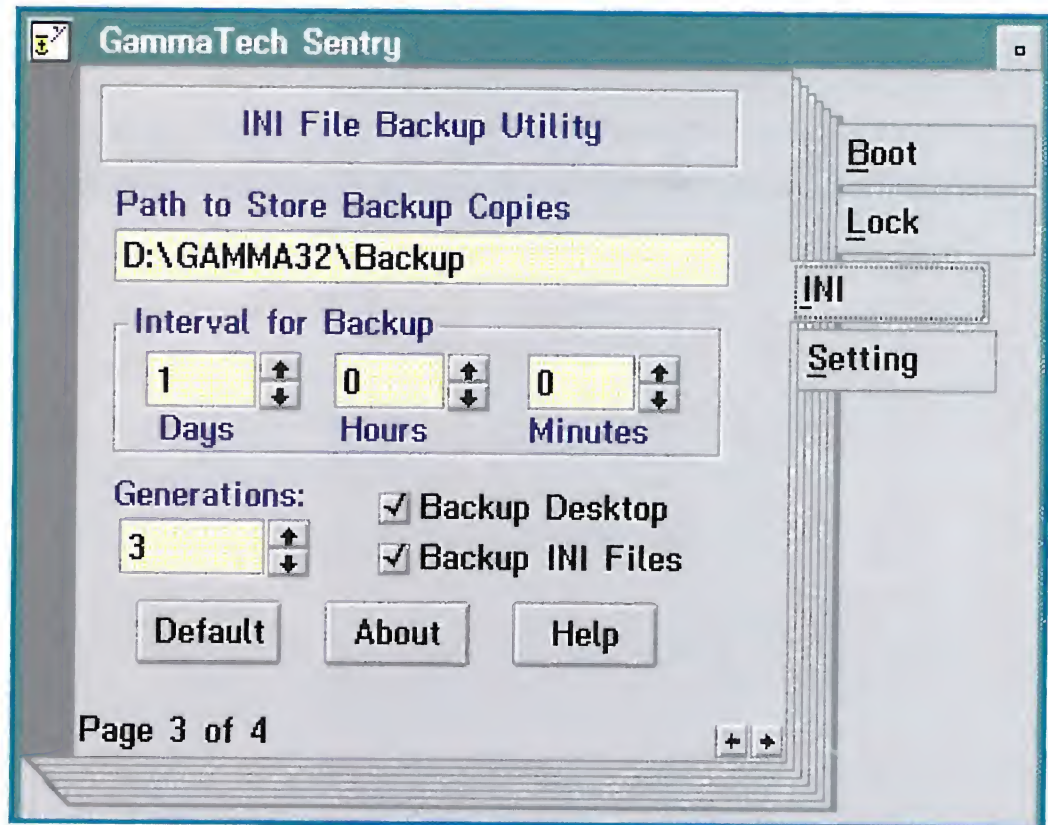 GammaTech Sentry
INI File Backup Utility
Boot
Lock
INI
Setting
Path to Store Backup Copies
D:\GAMMA32\Backup
Interval for Backup
1 0 0
Days Hours Minutes
Generations:
3
Backup Desktop
Backup INI Files
Default About Help
Page 3 of 4